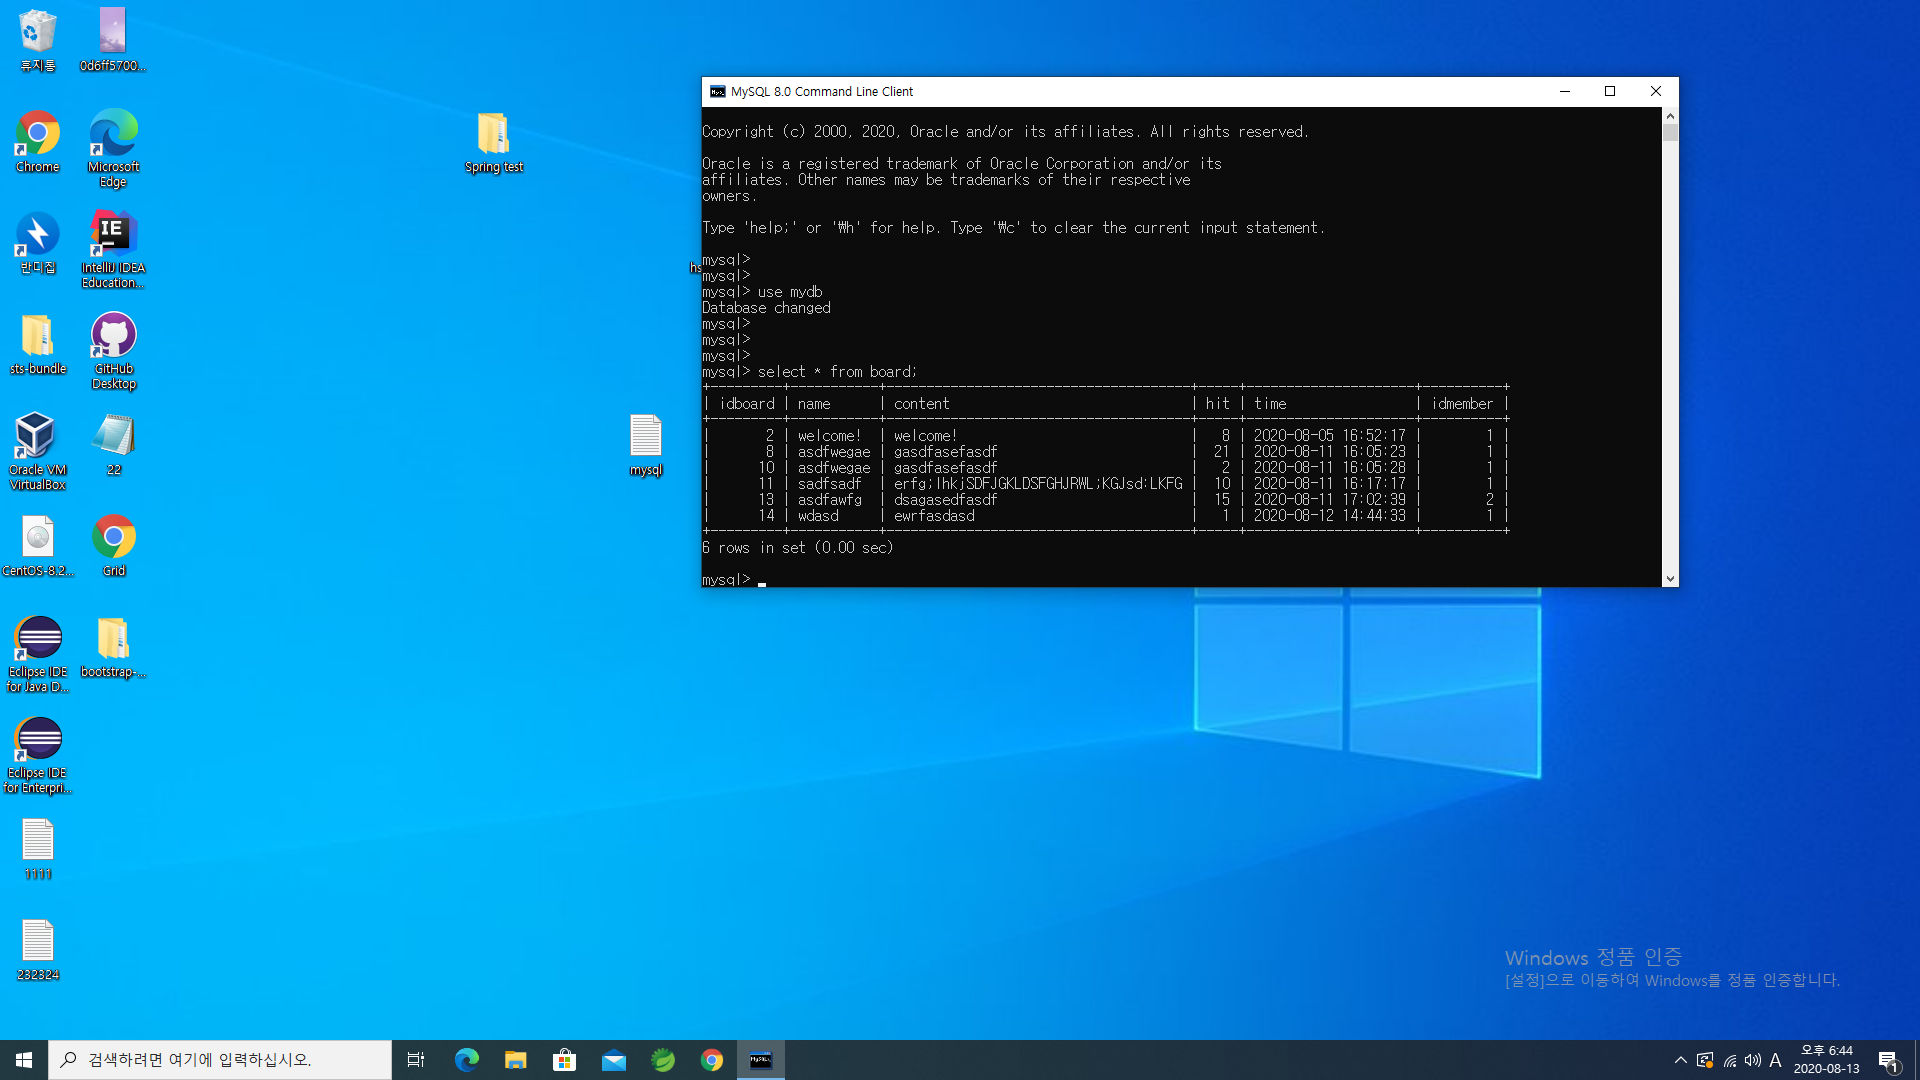 휴지통
0d6ff5700...
Chrome
Microsoft
Edge
Spring test
반디집
IntelliJ IDEA
Education...
hs
sts-bundle
GitHub
Desktop
Oracle VM
VirtualBox
22
mysql
CentOS-8.2...
Grid
Eclipse IDE
for Java D...
bootstrap-...
Eclipse IDE
for Enterpri...
1111
232324
MySQL 8.0 Command Line Client
Copyright (c) 2000, 2020, Oracle and/or its affiliates. All rights reserved.
Oracle is a registered trademark of Oracle Corporation and/or its
affiliates. Other names may be trademarks of their respective
owners.
Type 'help;' or '₩h' for help. Type '₩c' to clear the current input statement.
mysql>
mysql>
mysql> use mydb
Database changed
mysql>
mysql>
mysql>
mysql> select * from board;
+---------+-----------+--------------------------------------+-----+---------------------+----------+
| idboard | name      | content                              | hit | time                | idmember |
+---------+-----------+--------------------------------------+-----+---------------------+----------+
|       2 | welcome!  | welcome!                             |   8 | 2020-08-05 16:52:17 |        1 |
|       8 | asdfwegae | gasdfasefasdf                        |  21 | 2020-08-11 16:05:23 |        1 |
|      10 | asdfwegae | gasdfasefasdf                        |   2 | 2020-08-11 16:05:28 |        1 |
|      11 | sadfsadf  | erfg;lhkjSDFJGKLDSFGHJRWL;KGJsd:LKFG |  10 | 2020-08-11 16:17:17 |        1 |
|      13 | asdfawfg  | dsagasedfasdf                        |  15 | 2020-08-11 17:02:39 |        2 |
|      14 | wdasd     | ewrfasdasd                           |   1 | 2020-08-12 14:44:33 |        1 |
+---------+-----------+--------------------------------------+-----+---------------------+----------+
6 rows in set (0.00 sec)
mysql>
Windows 정품 인증
[설정]으로 이동하여 Windows를 정품 인증합니다.
검색하려면 여기에 입력하십시오.
A
오후 6:44
2020-08-13
1